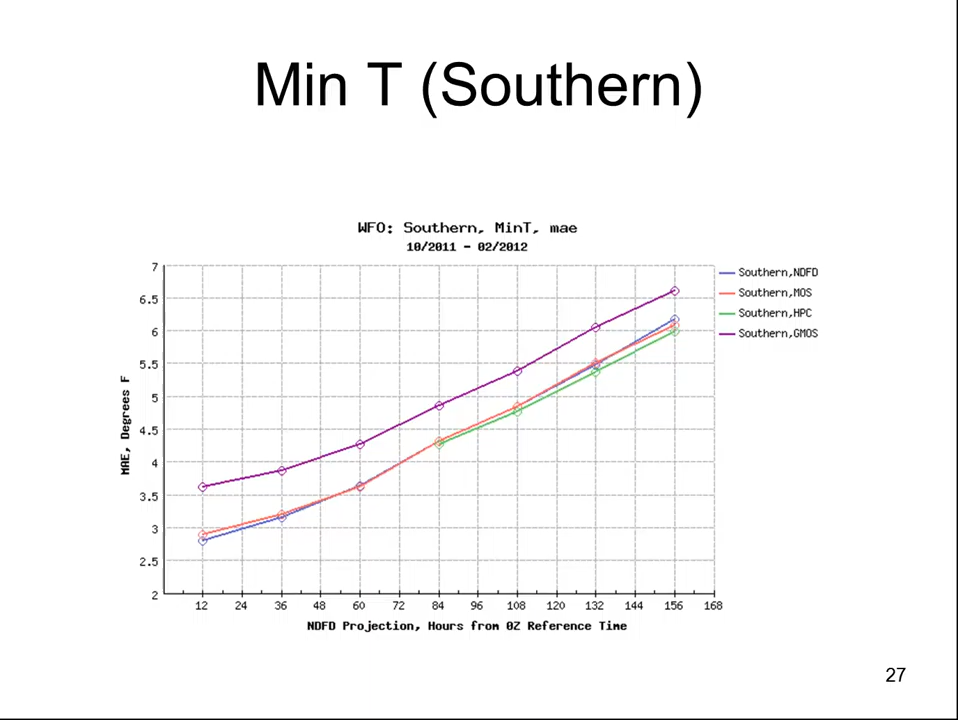 Min T (Southern)
WFO: Southern, MinT, mae
10/2011 - 02/2012
Southern,NDFD
Southern,MOS
Southern,HPC
Southern,GMOS
MAE, Degrees F
7
6.5
6
5.5
5
4.5
4
3.5
3
2.5
2
12 24 36 48 60 72 84 96 108 120 132 144 156 168
NDFD Projection, Hours from 0Z Reference Time
27